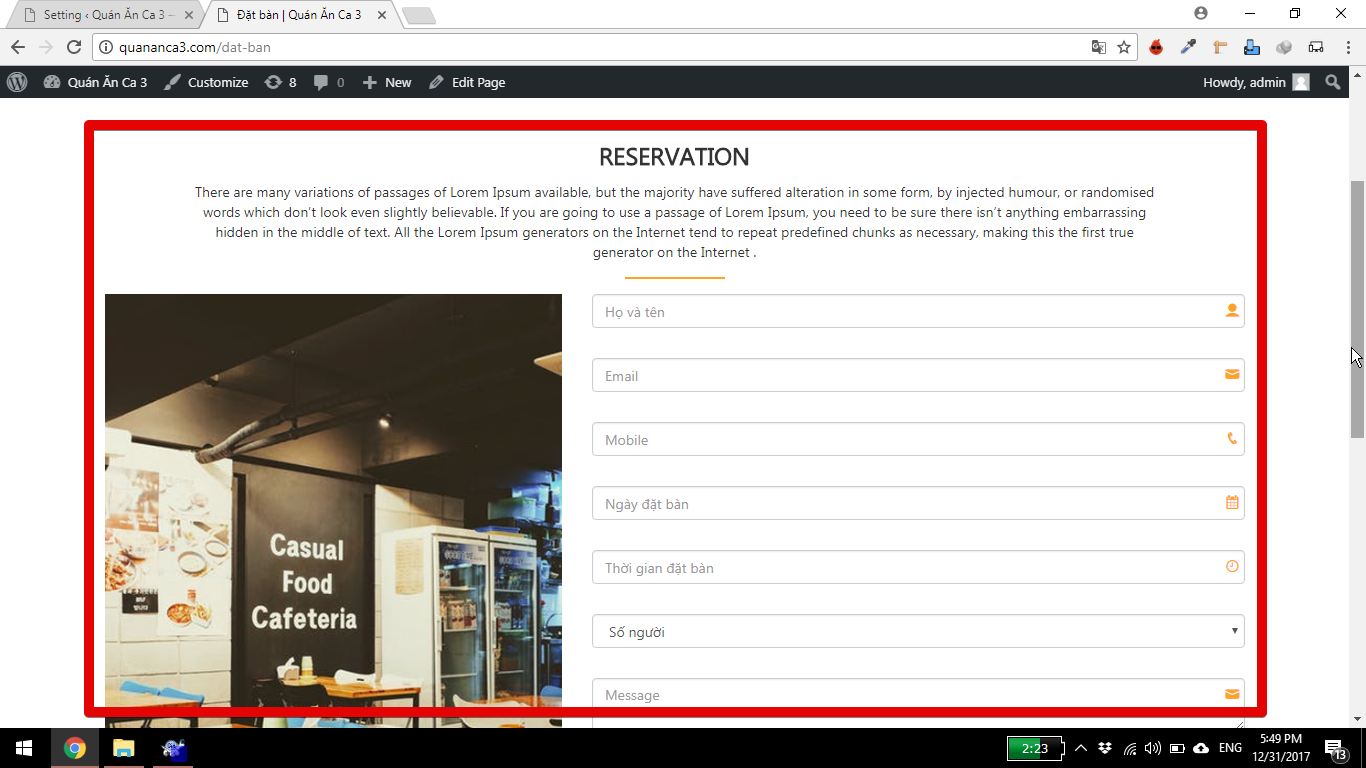 Setting ‹ Quán Ăn Ca 3 –
Đặt bàn | Quán Ăn Ca 3
quananca3.com/dat-ban
Quán Ăn Ca 3
Customize
8
0
New
Edit Page
Howdy, admin
RESERVATION
There are many variations of passages of Lorem Ipsum available, but the majority have suffered alteration in some form, by injected humour, or randomised
words which don’t look even slightly believable. If you are going to use a passage of Lorem Ipsum, you need to be sure there isn’t anything embarrassing
hidden in the middle of text. All the Lorem Ipsum generators on the Internet tend to repeat predefined chunks as necessary, making this the first true
generator on the Internet .
Casual
Food
Cafeteria
Họ và tên
Email
Mobile
Ngày đặt bàn
Thời gian đặt bàn
Số người
Message
2:23
ENG
5:49 PM
12/31/2017
13